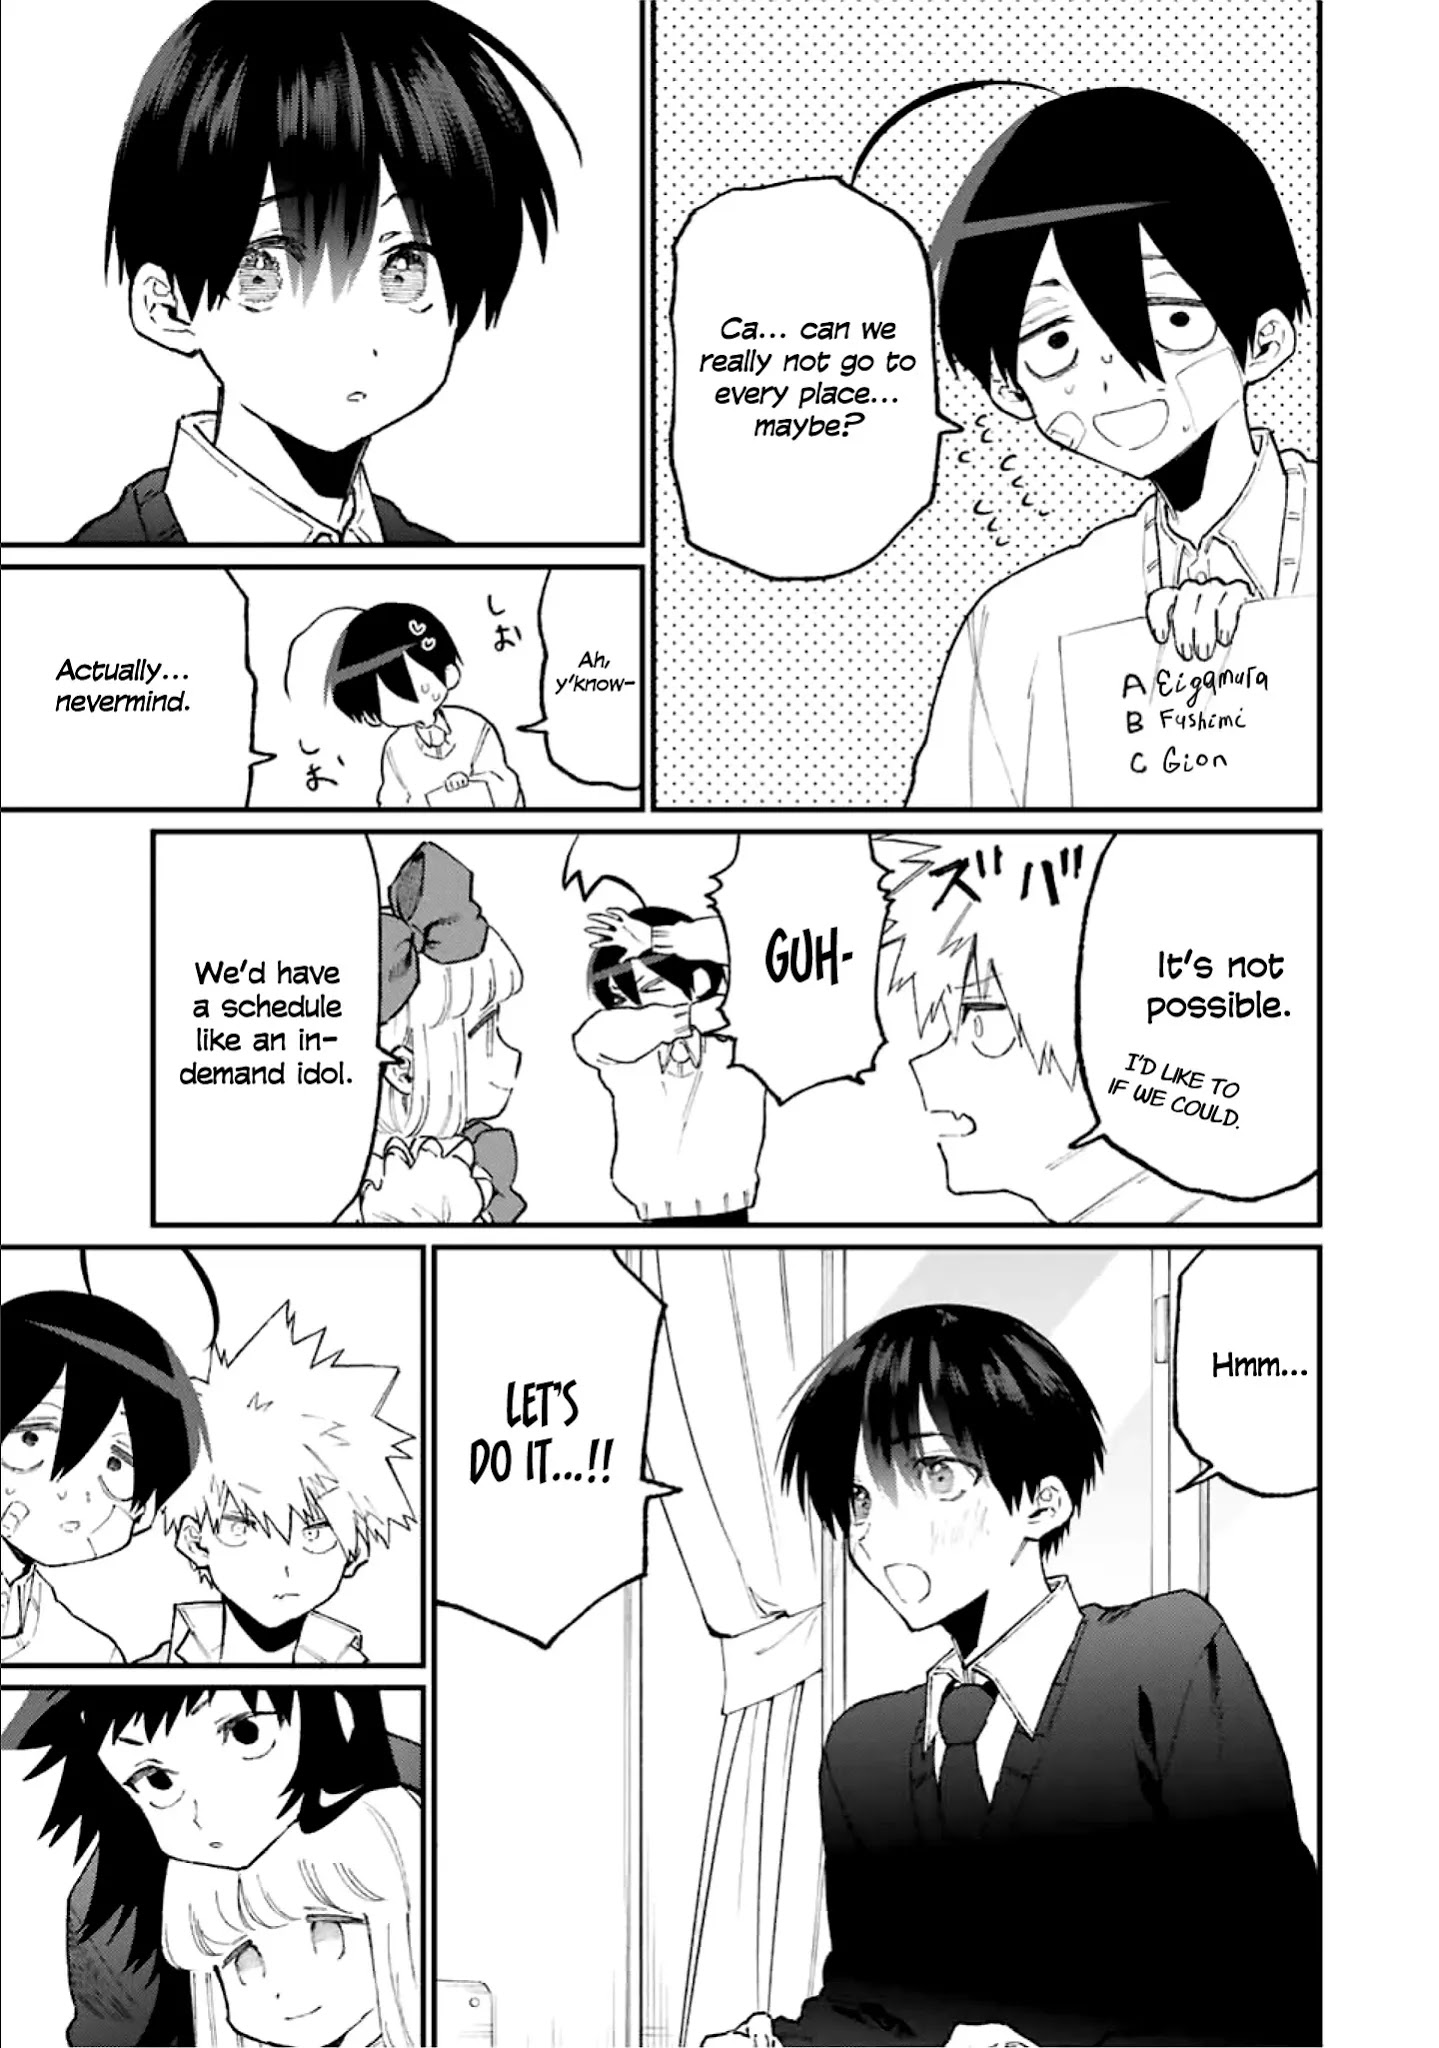 Ca... can we
really not go to
every place...
maybe?
A Eigamura
B Fushimi
C Gion
Ah,
y'know-
しお
しお
Actually...
nevermind.
It's not
possible.
I'D LIKE TO
IF WE COULD.
ズバ
GUH-
We'd have
a schedule
like an in-
demand idol.
Hmm...
LET'S
DO IT...!!